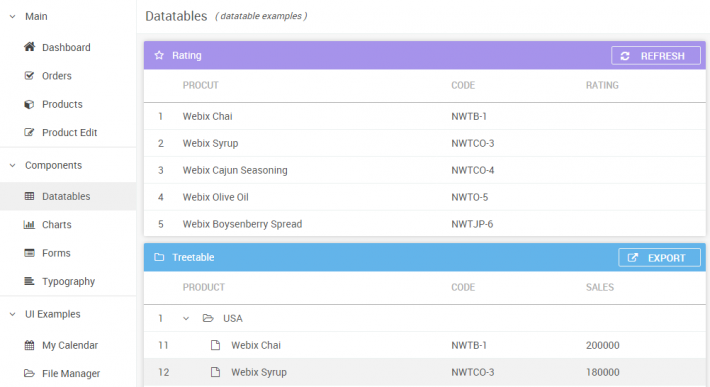 Main
Dashboard
Orders
Products
Product Edit
Components
Datatables
Charts
Forms
Typography
UI Examples
My Calendar
File Manager
Datatables ( datatable examples )
Rating REFRESH
PROCUT CODE RATING
1 Webix Chai NWTB-1
2 Webix Syrup NWTCO-3
3 Webix Cajun Seasoning NWTCO-4
4 Webix Olive Oil NWTO-5
5 Webix Boysenberry Spread NWTJP-6
Treetable EXPORT
PRODUCT CODE SALES
1 USA
11 Webix Chai NWTB-1 200000
12 Webix Syrup NWTCO-3 180000